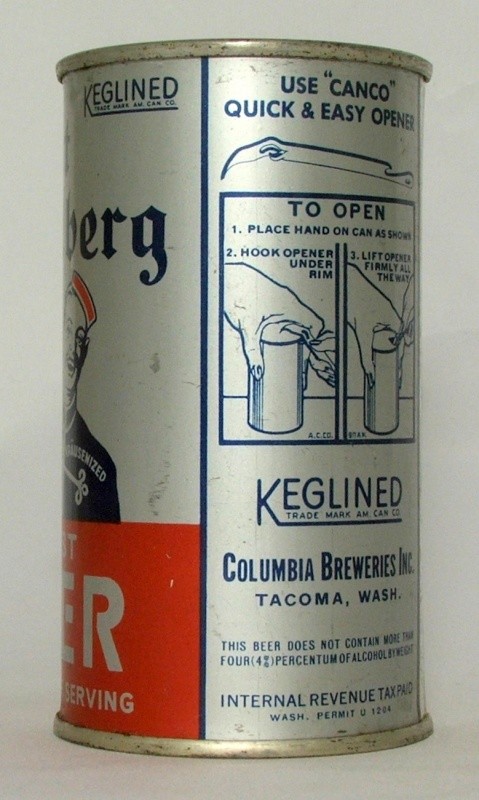 KEGLINED
TRADE MARK AM. CAN CO.
berg
KRAUSENIZED
ST
ER
SERVING
USE "CANCO"
QUICK & EASY OPENER
TO OPEN
1. PLACE HAND ON CAN AS SHOWN
2. HOOK OPENER
UNDER
RIM
3. LIFT OPENER
FIRMLY ALL
THE WAY
A.C.CO.
KEGLINED
TRADE MARK AM. CAN CO.
COLUMBIA BREWERIES INC.
TACOMA, WASH.
THIS BEER DOES NOT CONTAIN MORE THAN
FOUR (4%) PERCENTUM OF ALCOHOL BY WEIGHT
INTERNAL REVENUE TAX PAID
WASH. PERMIT U 1204